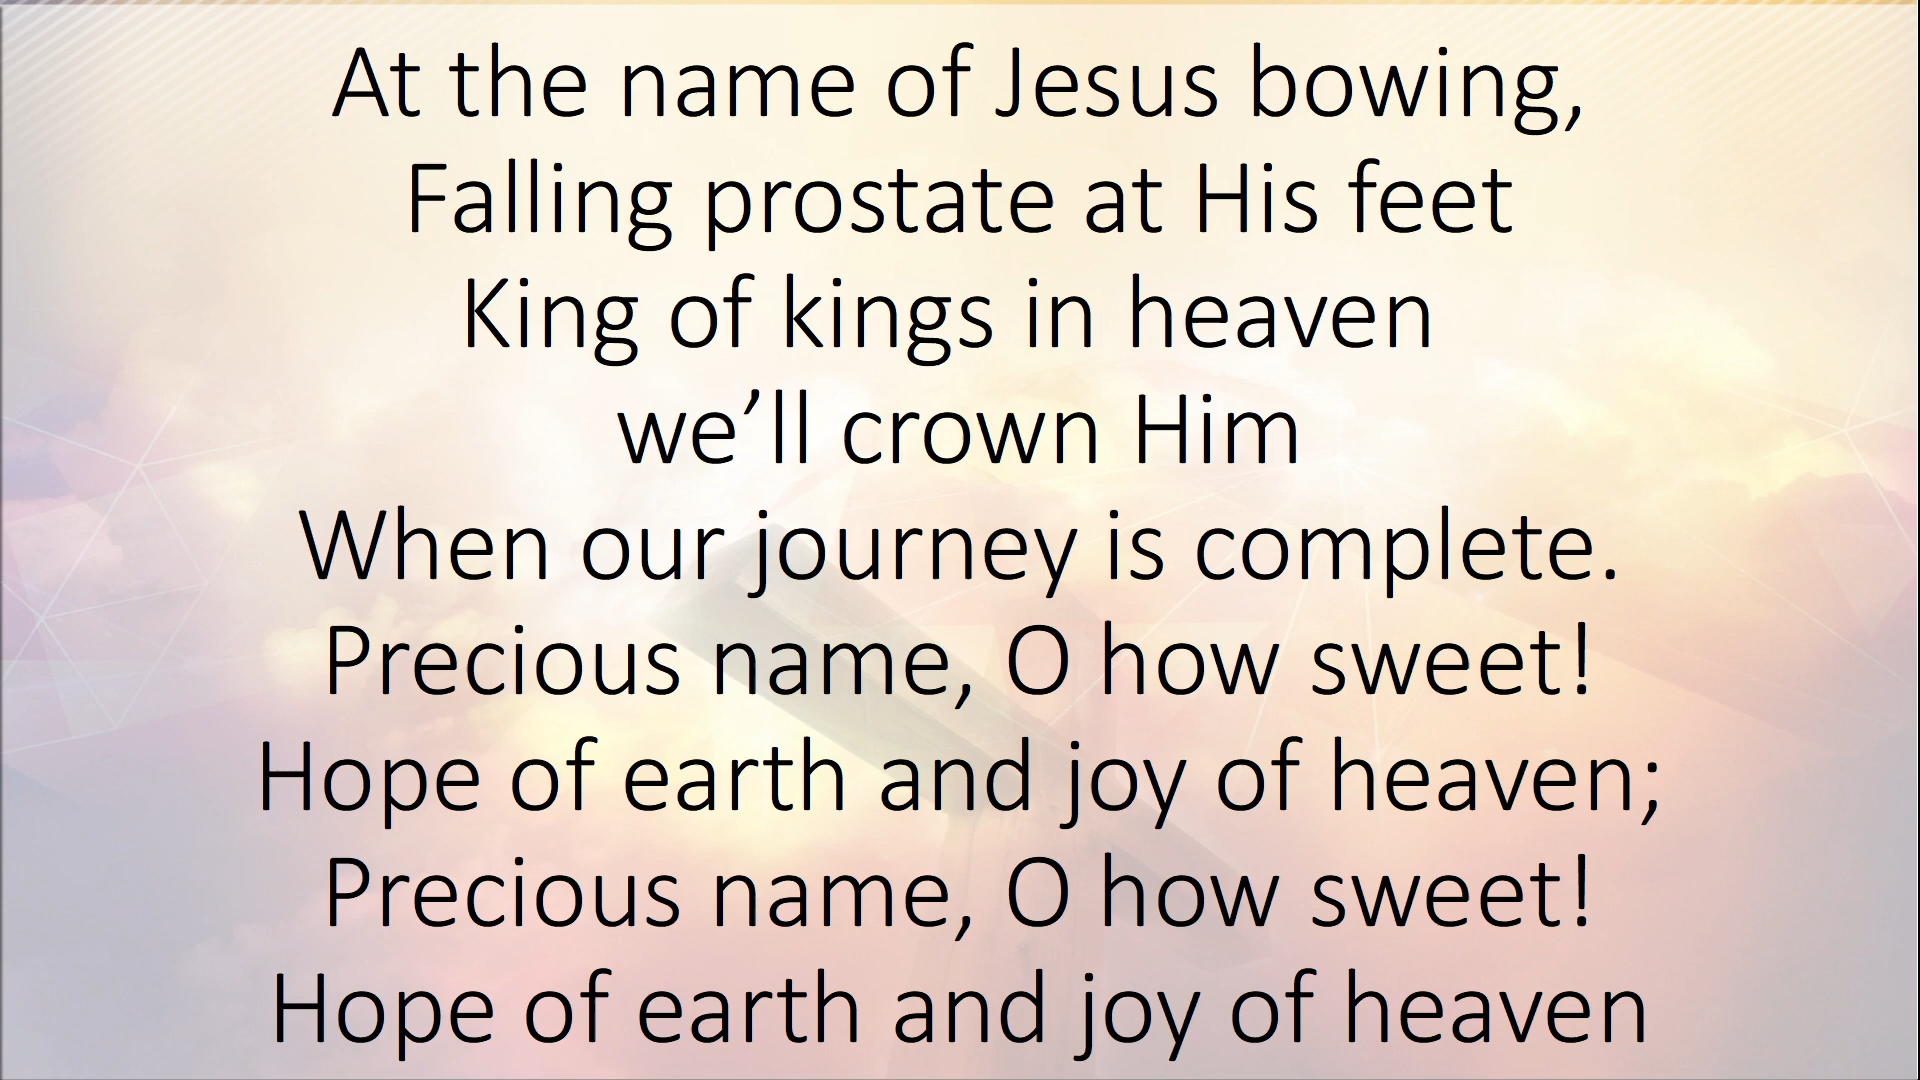 At the name of Jesus bowing,
Falling prostate at His feet
King of kings in heaven
we’ll crown Him
When our journey is complete.
Precious name, O how sweet!
Hope of earth and joy of heaven;
Precious name, O how sweet!
Hope of earth and joy of heaven